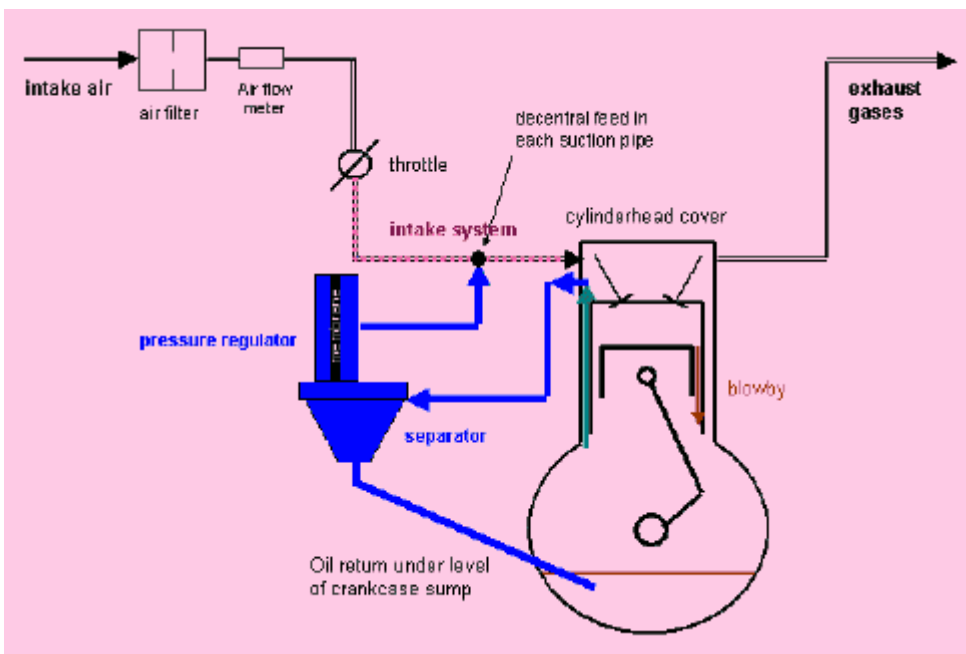 intake air
air filter
Air flow
meter
exhaust
gases
decentral feed in
each suction pipe
throttle
cylinderhead cover
intake system
membrane
pressure regulator
blowby
separator
Oil return under level
of crankcase sump